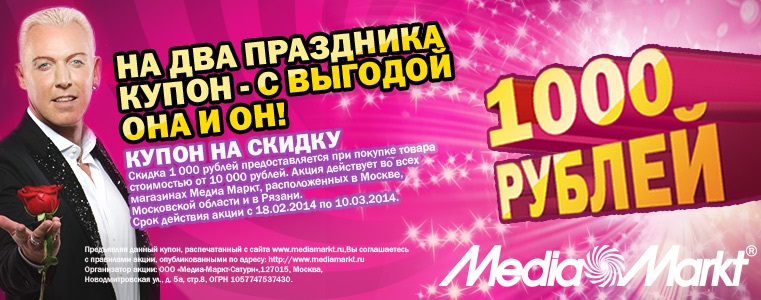 НА ДВА ПРАЗДНИКА
КУПОН - С ВЫГОДОЙ
ОНА И ОН!
КУПОН НА СКИДКУ
Скидка 1 000 рублей предоставляется при покупке товара
стоимостью от 10 000 рублей. Акция действует во всех
магазинах Медиа Маркт, расположенных в Москве,
Московской области и в Рязани.
Срок действия акции с 18.02.2014 по 10.03.2014.
Предъявляя данный купон, распечатанный с сайта www.mediamarkt.ru,Вы соглашаетесь
с правилами акции, опубликованными по адресу: http://www.mediamarkt.ru
Организатор акции: ООО «Медиа-Маркт-Сатурн»,127015, Москва,
Новодмитровская ул., д. 5а, стр.8, ОГРН 1057747537430.
1000
РУБЛЕЙ
Media Markt®